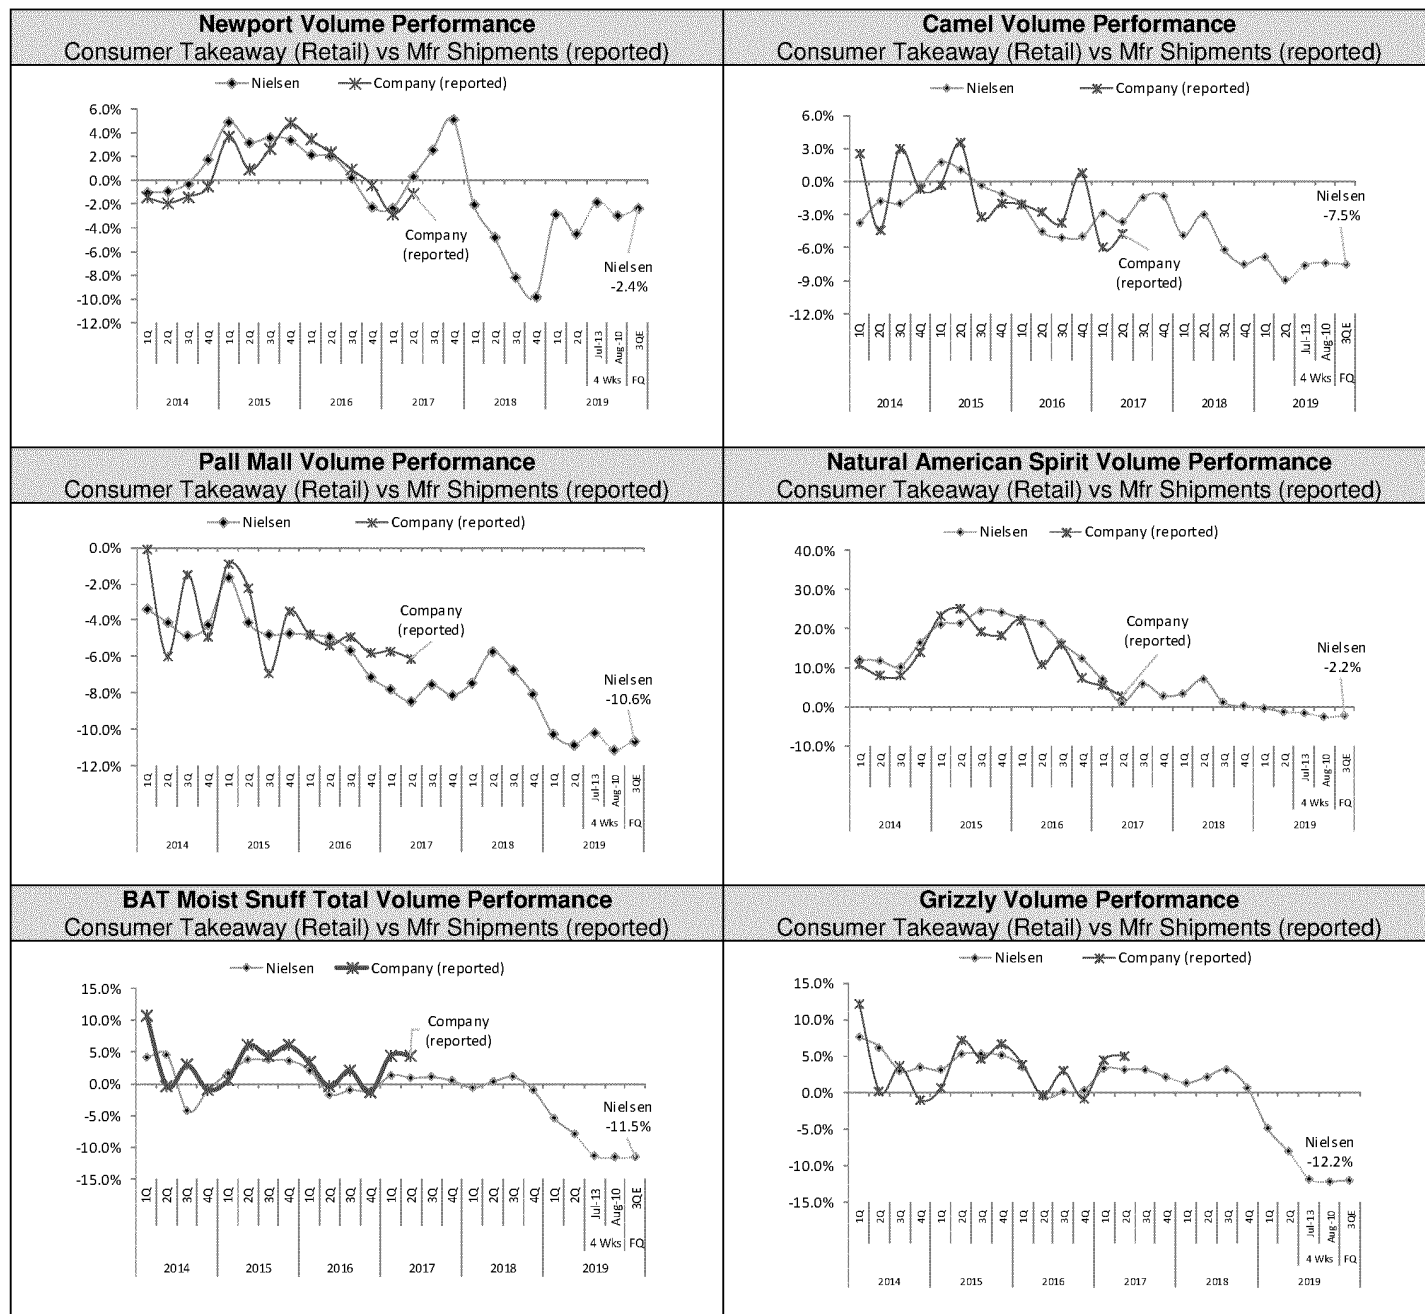 Newport Volume Performance
Consumer Takeaway (Retail) vs Mfr Shipments (reported)
Nielsen Company (reported)
6.0%
4.0%
2.0%
0.0%
-2.0%
-4.0%
-6.0%
-8.0%
-10.0%
-12.0%
Company
(reported)
Nielsen
-2.4%
1Q 2Q 3Q 4Q 1Q 2Q 3Q 4Q 1Q 2Q 3Q 4Q 1Q 2Q 3Q 4Q 1Q 2Q 3Q 4Q 1Q 2Q Jul-13 Aug-10 3QE
4 Wks FQ
2014 2015 2016 2017 2018 2019
Camel Volume Performance
Consumer Takeaway (Retail) vs Mfr Shipments (reported)
Nielsen Company (reported)
6.0%
3.0%
0.0%
-3.0%
-6.0%
-9.0%
-12.0%
Company
(reported)
Nielsen
-7.5%
1Q 2Q 3Q 4Q 1Q 2Q 3Q 4Q 1Q 2Q 3Q 4Q 1Q 2Q 3Q 4Q 1Q 2Q 3Q 4Q 1Q 2Q Jul-13 Aug-10 3QE
4 Wks FQ
2014 2015 2016 2017 2018 2019
Pall Mall Volume Performance
Consumer Takeaway (Retail) vs Mfr Shipments (reported)
Nielsen Company (reported)
0.0%
-2.0%
-4.0%
-6.0%
-8.0%
-10.0%
-12.0%
Company
(reported)
Nielsen
-10.6%
1Q 2Q 3Q 4Q 1Q 2Q 3Q 4Q 1Q 2Q 3Q 4Q 1Q 2Q 3Q 4Q 1Q 2Q 3Q 4Q 1Q 2Q Jul-13 Aug-10 3QE
4 Wks FQ
2014 2015 2016 2017 2018 2019
Natural American Spirit Volume Performance
Consumer Takeaway (Retail) vs Mfr Shipments (reported)
Nielsen Company (reported)
40.0%
30.0%
20.0%
10.0%
0.0%
-10.0%
Company
(reported)
Nielsen
-2.2%
1Q 2Q 3Q 4Q 1Q 2Q 3Q 4Q 1Q 2Q 3Q 4Q 1Q 2Q 3Q 4Q 1Q 2Q 3Q 4Q 1Q 2Q Jul-13 Aug-10 3QE
4 Wks FQ
2014 2015 2016 2017 2018 2019
BAT Moist Snuff Total Volume Performance
Consumer Takeaway (Retail) vs Mfr Shipments (reported)
Nielsen Company (reported)
15.0%
10.0%
5.0%
0.0%
-5.0%
-10.0%
-15.0%
Company
(reported)
Nielsen
-11.5%
1Q 2Q 3Q 4Q 1Q 2Q 3Q 4Q 1Q 2Q 3Q 4Q 1Q 2Q 3Q 4Q 1Q 2Q 3Q 4Q 1Q 2Q Jul-13 Aug-10 3QE
4 Wks FQ
2014 2015 2016 2017 2018 2019
Grizzly Volume Performance
Consumer Takeaway (Retail) vs Mfr Shipments (reported)
Nielsen Company (reported)
15.0%
10.0%
5.0%
0.0%
-5.0%
-10.0%
-15.0%
Nielsen
-12.2%
1Q 2Q 3Q 4Q 1Q 2Q 3Q 4Q 1Q 2Q 3Q 4Q 1Q 2Q 3Q 4Q 1Q 2Q 3Q 4Q 1Q 2Q Jul-13 Aug-10 3QE
4 Wks FQ
2014 2015 2016 2017 2018 2019